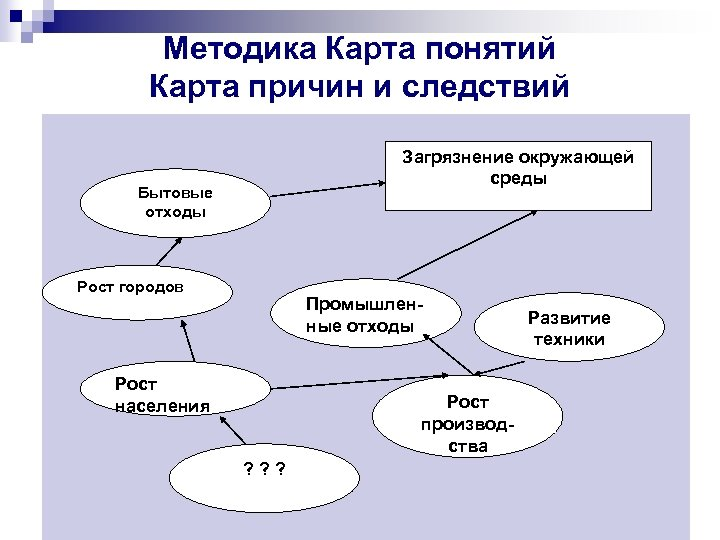 Методика Карта понятий
Карта причин и следствий
Загрязнение окружающей
среды
Бытовые
отходы
Рост городов
Промышлен-
ные отходы
Развитие
техники
Рост
населения
Рост
производ-
ства
? ? ?